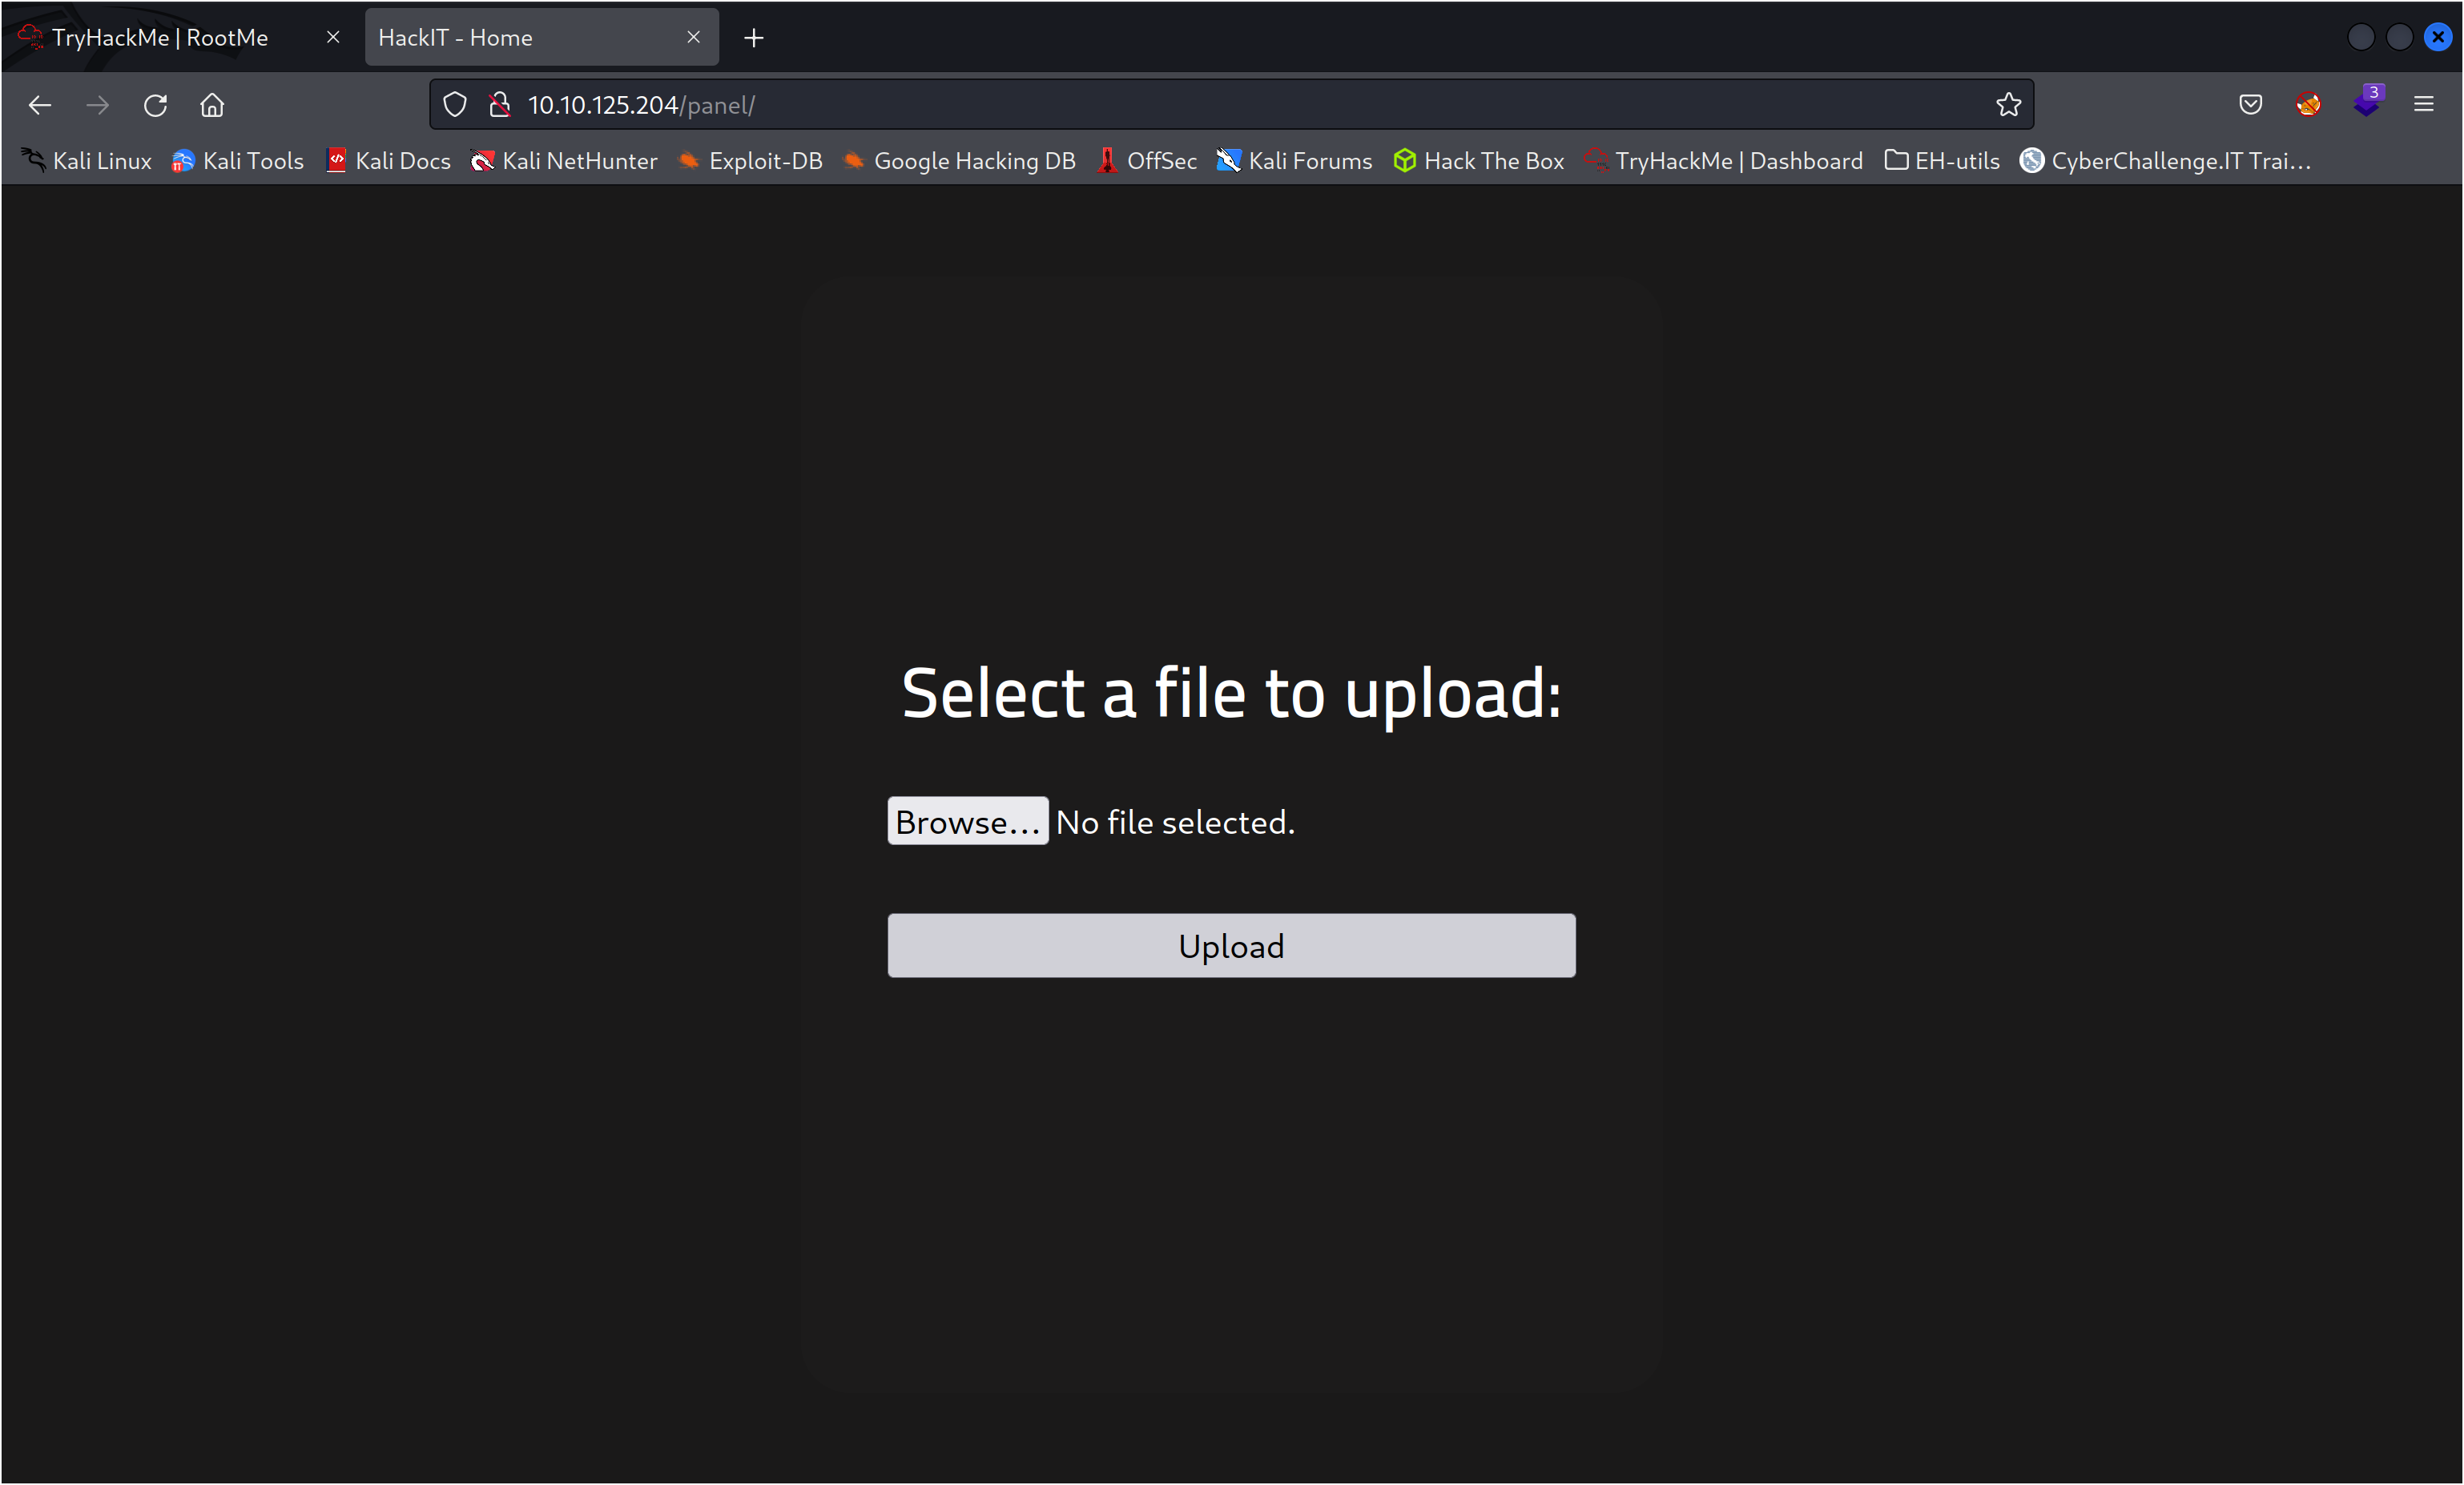 TryHackMe | RootMe
HackIT - Home
10.10.125.204/panel/
3
Kali Linux Kali Tools Kali Docs Kali NetHunter Exploit-DB Google Hacking DB OffSec Kali Forums Hack The Box TryHackMe | Dashboard EH-utils CyberChallenge.IT Trai...
Select a file to upload:
Browse... No file selected.
Upload